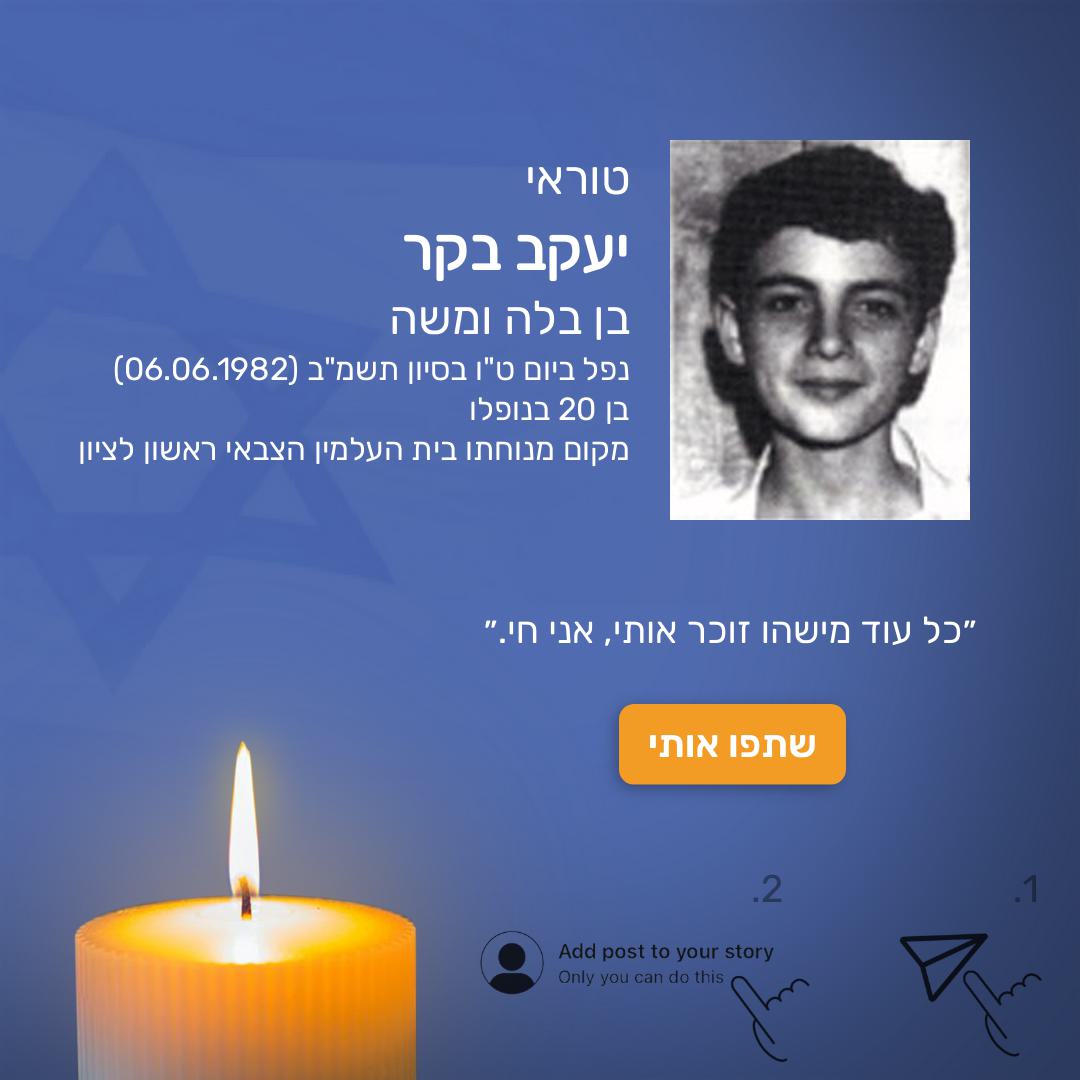 טוראי
יעקב בקר
בן בלה ומשה
נפל ביום ט"ו בסיון תשמ"ב (06.06.1982)
בן 20 בנופלו
מקום מנוחתו בית העלמין הצבאי ראשון לציון
״כל עוד מישהו זוכר אותי, אני חי.״
שתפו אותי
.1
.2
Add post to your story
Only you can do this